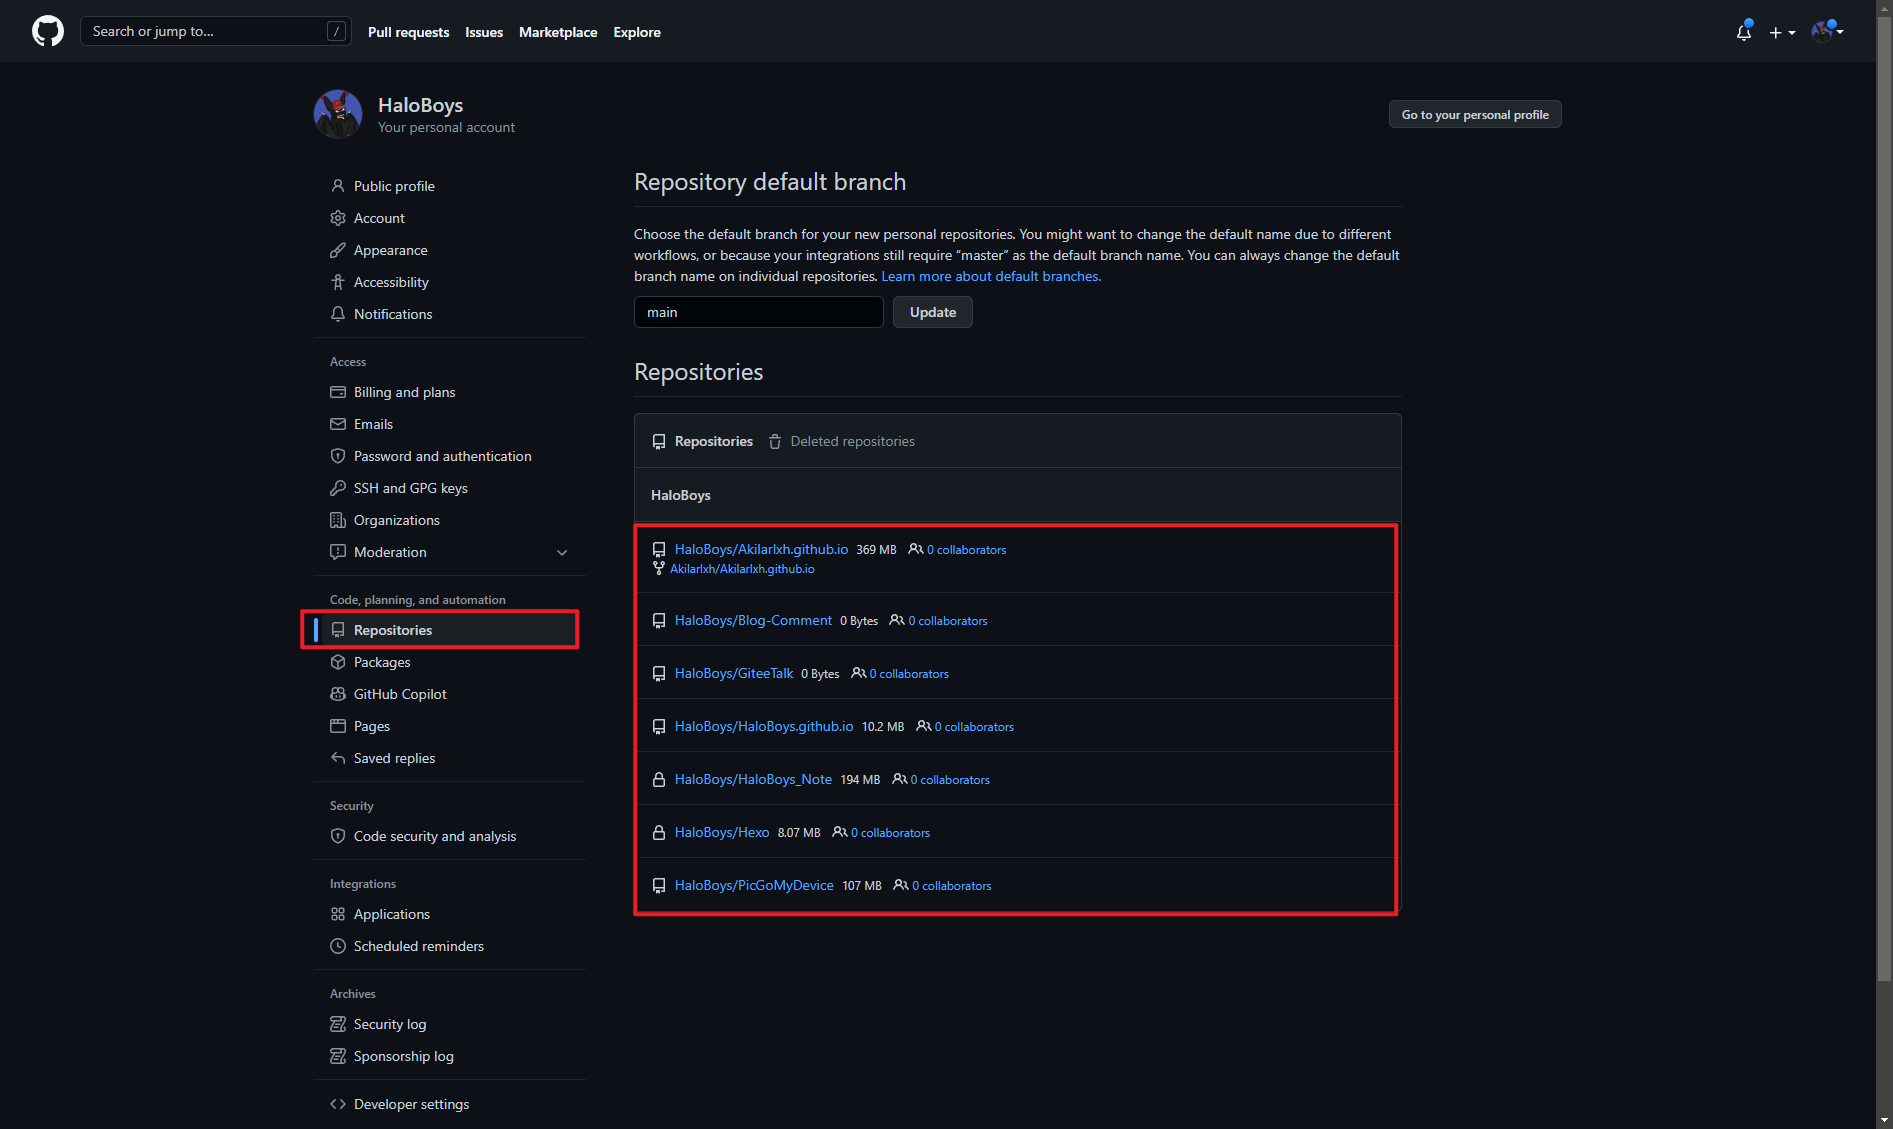 Search or jump to...
/
Pull requests
Issues
Marketplace
Explore
HaloBoys
Your personal account
Go to your personal profile
Public profile
Account
Appearance
Accessibility
Notifications
Access
Billing and plans
Emails
Password and authentication
SSH and GPG keys
Organizations
Moderation
Code, planning, and automation
Repositories
Packages
GitHub Copilot
Pages
Saved replies
Security
Code security and analysis
Integrations
Applications
Scheduled reminders
Archives
Security log
Sponsorship log
Developer settings
Repository default branch
Choose the default branch for your new personal repositories. You might want to change the default name due to different
workflows, or because your integrations still require “master” as the default branch name. You can always change the default
branch name on individual repositories. Learn more about default branches.
main
Update
Repositories
Repositories
Deleted repositories
HaloBoys
HaloBoys/Akilarlxh.github.io 369 MB 0 collaborators
Akilarlxh/Akilarlxh.github.io
HaloBoys/Blog-Comment 0 Bytes 0 collaborators
HaloBoys/GiteeTalk 0 Bytes 0 collaborators
HaloBoys/HaloBoys.github.io 10.2 MB 0 collaborators
HaloBoys/HaloBoys_Note 194 MB 0 collaborators
HaloBoys/Hexo 8.07 MB 0 collaborators
HaloBoys/PicGoMyDevice 107 MB 0 collaborators